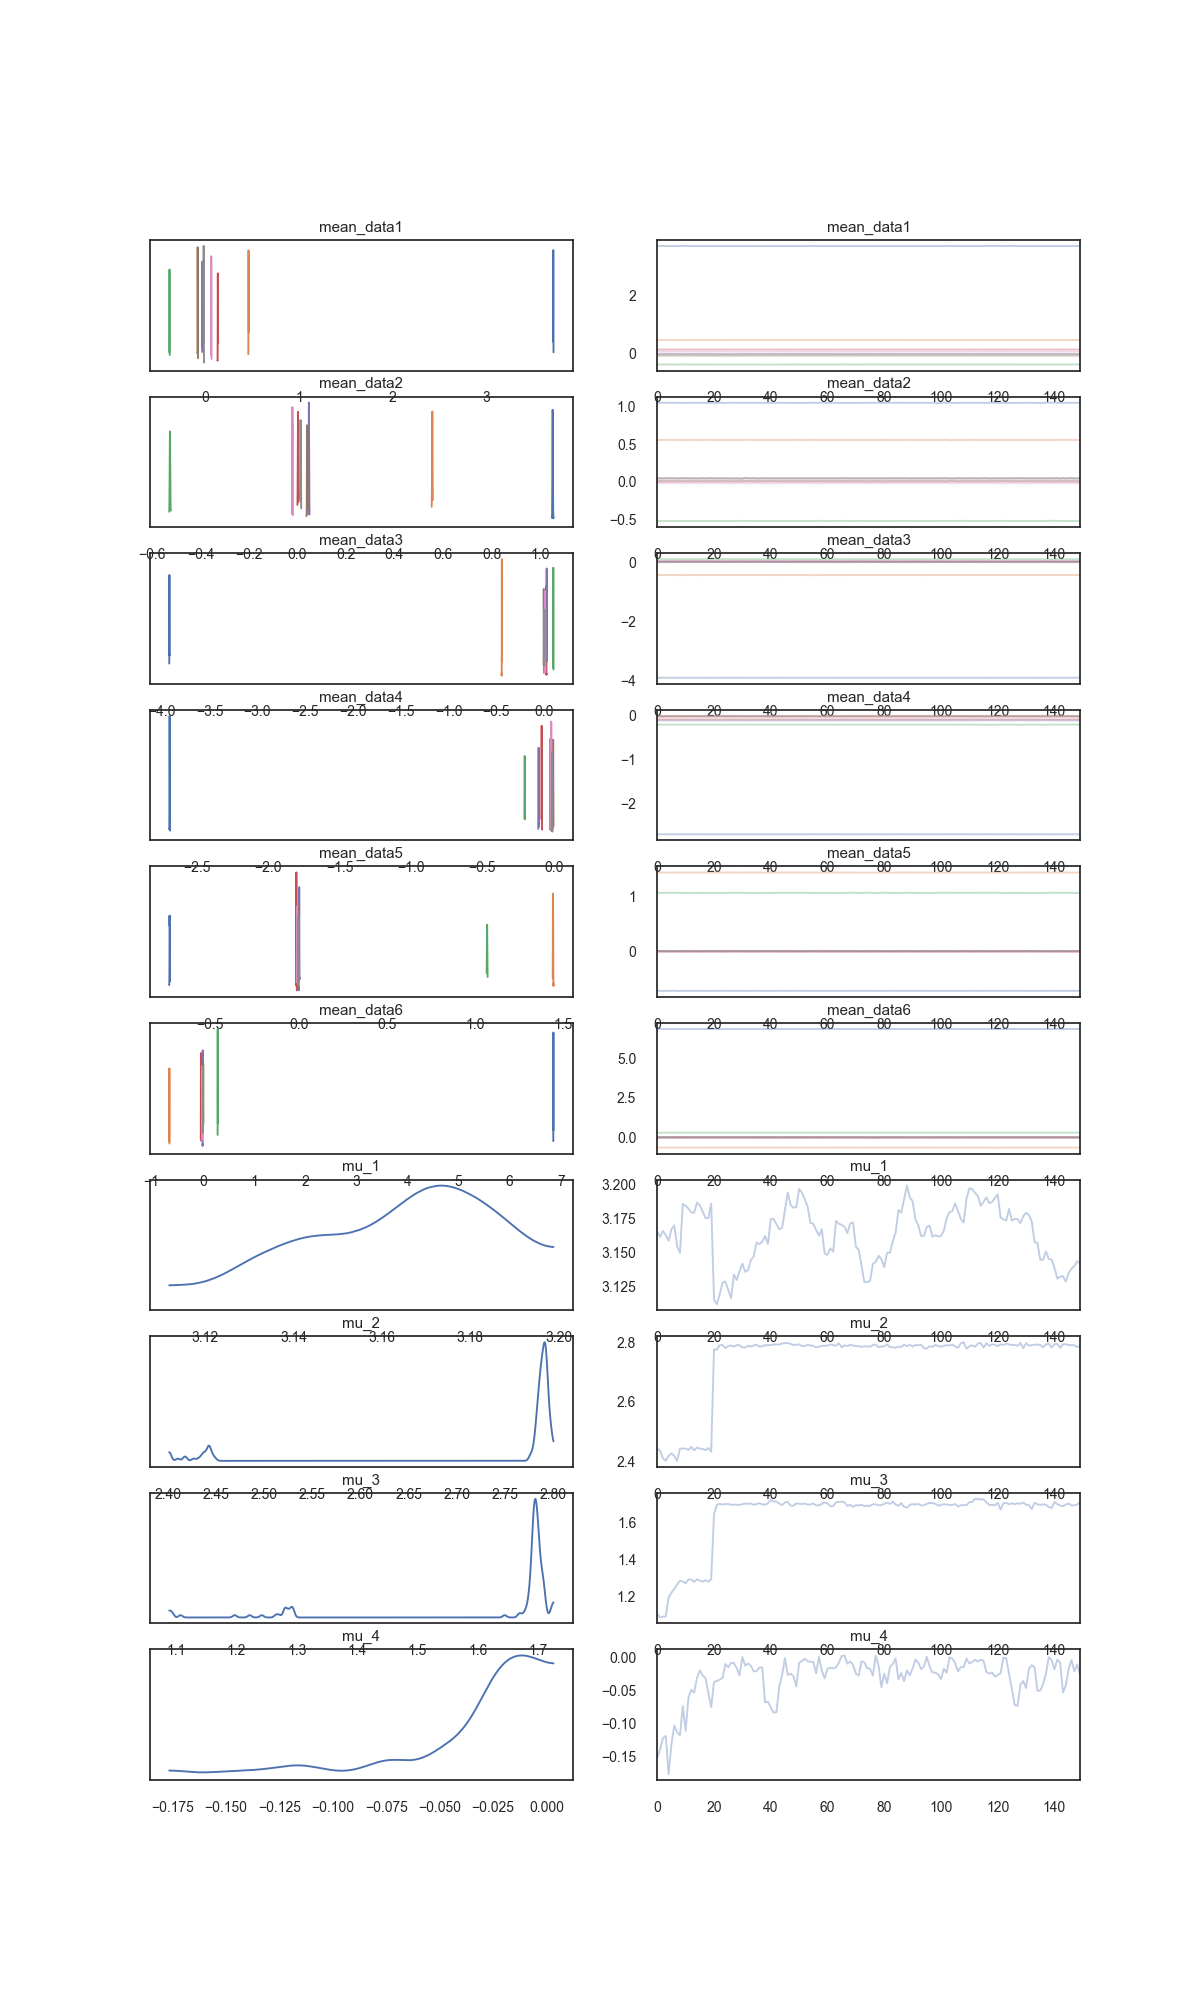 mean_data1 mean_data1
2
0
mean_data2 mean_data2
0 1 2 3 0 20 40 60 80 100 120 140
1.0
0.5
0.0
−0.5
mean_data3 mean_data3
−0.6 −0.4 −0.2 0.0 0.2 0.4 0.6 0.8 1.0 0 20 40 60 80 100 120 140
0
−2
−4
mean_data4 mean_data4
−4.0 −3.5 −3.0 −2.5 −2.0 −1.5 −1.0 −0.5 0.0 0 20 40 60 80 100 120 140
0
−1
−2
mean_data5 mean_data5
−2.5 −2.0 −1.5 −1.0 −0.5 0.0 0 20 40 60 80 100 120 140
1
0
mean_data6 mean_data6
−0.5 0.0 0.5 1.0 1.5 0 20 40 60 80 100 120 140
5.0
2.5
0.0
mu_1 mu_1
−1 0 1 2 3 4 5 6 7 0 20 40 60 80 100 120 140
3.200
3.175
3.150
3.125
mu_2 mu_2
3.12 3.14 3.16 3.18 3.20 0 20 40 60 80 100 120 140
2.8
2.6
2.4
mu_3 mu_3
2.40 2.45 2.50 2.55 2.60 2.65 2.70 2.75 2.80 0 20 40 60 80 100 120 140
1.6
1.4
1.2
mu_4 mu_4
1.1 1.2 1.3 1.4 1.5 1.6 1.7 0 20 40 60 80 100 120 140
0.00
−0.05
−0.10
−0.15
−0.175 −0.150 −0.125 −0.100 −0.075 −0.050 −0.025 0.000 0 20 40 60 80 100 120 140